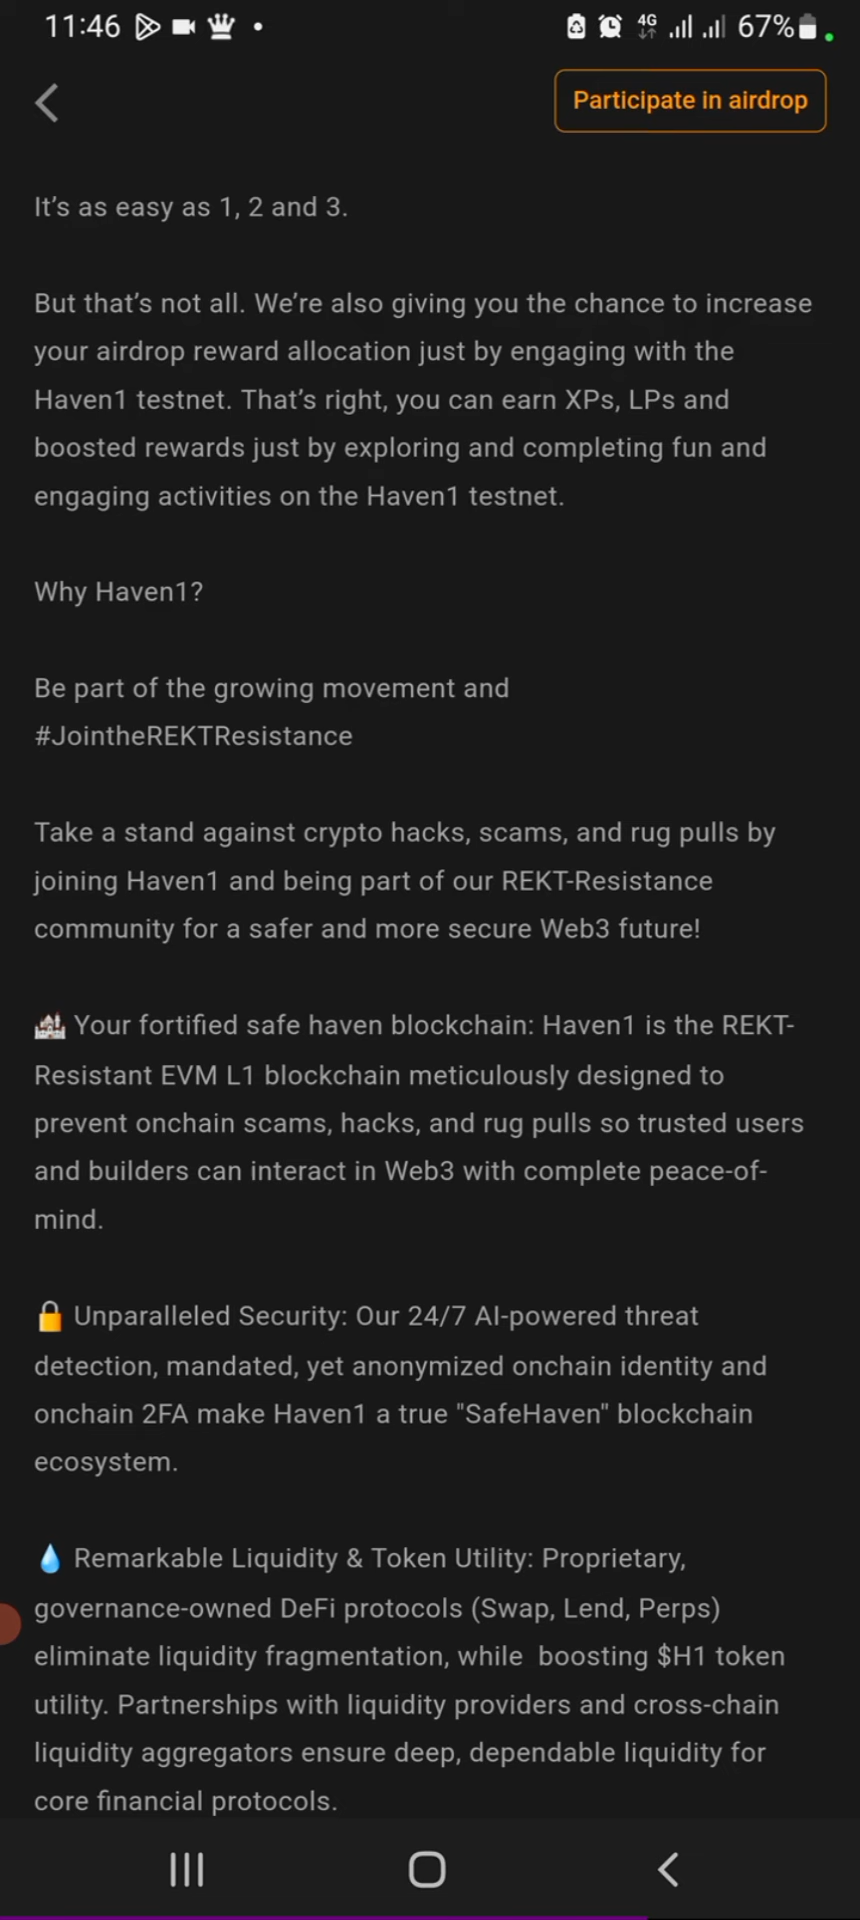 11:46
4G
67%
Participate in airdrop
It's as easy as 1, 2 and 3.
But that's not all. We're also giving you the chance to increase
your airdrop reward allocation just by engaging with the
Haven1 testnet. That's right, you can earn XPs, LPs and
boosted rewards just by exploring and completing fun and
engaging activities on the Haven1 testnet.
Why Haven1?
Be part of the growing movement and
#JointheREKTResistance
Take a stand against crypto hacks, scams, and rug pulls by
joining Haven1 and being part of our REKT-Resistance
community for a safer and more secure Web3 future!
🏰 Your fortified safe haven blockchain: Haven1 is the REKT-
Resistant EVM L1 blockchain meticulously designed to
prevent onchain scams, hacks, and rug pulls so trusted users
and builders can interact in Web3 with complete peace-of-
mind.
🔒 Unparalleled Security: Our 24/7 AI-powered threat
detection, mandated, yet anonymized onchain identity and
onchain 2FA make Haven1 a true "SafeHaven" blockchain
ecosystem.
💧 Remarkable Liquidity & Token Utility: Proprietary,
governance-owned DeFi protocols (Swap, Lend, Perps)
eliminate liquidity fragmentation, while  boosting $H1 token
utility. Partnerships with liquidity providers and cross-chain
liquidity aggregators ensure deep, dependable liquidity for
core financial protocols.